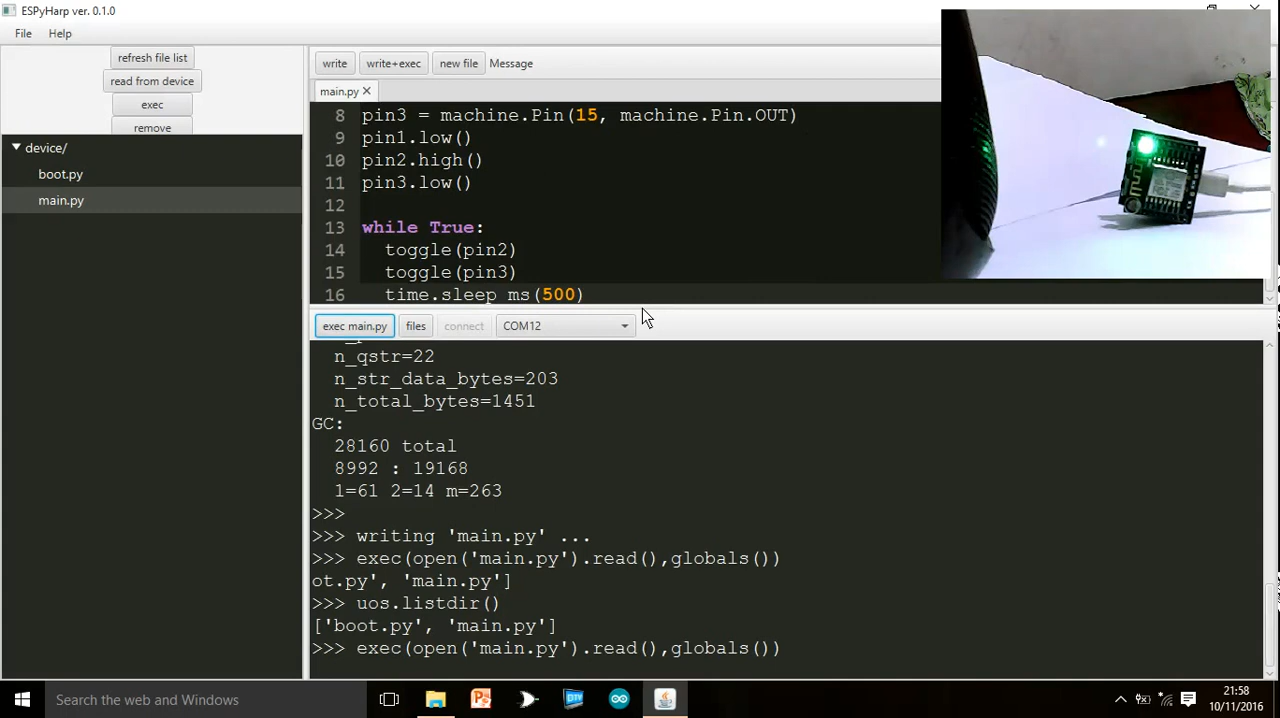 ESPyHarp ver. 0.1.0
File Help
refresh file list
read from device
exec
remove
device/
boot.py
main.py
write write+exec new file Message
main.py
8 pin3 = machine.Pin(15, machine.Pin.OUT)
9 pin1.low()
10 pin2.high()
11 pin3.low()
12
13 while True:
14 toggle(pin2)
15 toggle(pin3)
16 time.sleep ms(500)
exec main.py files connect COM12
n_qstr=22
n_str_data_bytes=203
n_total_bytes=1451
GC:
28160 total
8992 : 19168
1=61 2=14 m=263
>>>
>>> writing 'main.py' ...
>>> exec(open('main.py').read(),globals())
ot.py', 'main.py']
>>> uos.listdir()
['boot.py', 'main.py']
>>> exec(open('main.py').read(),globals())
Search the web and Windows
DTV
21:58
10/11/2016